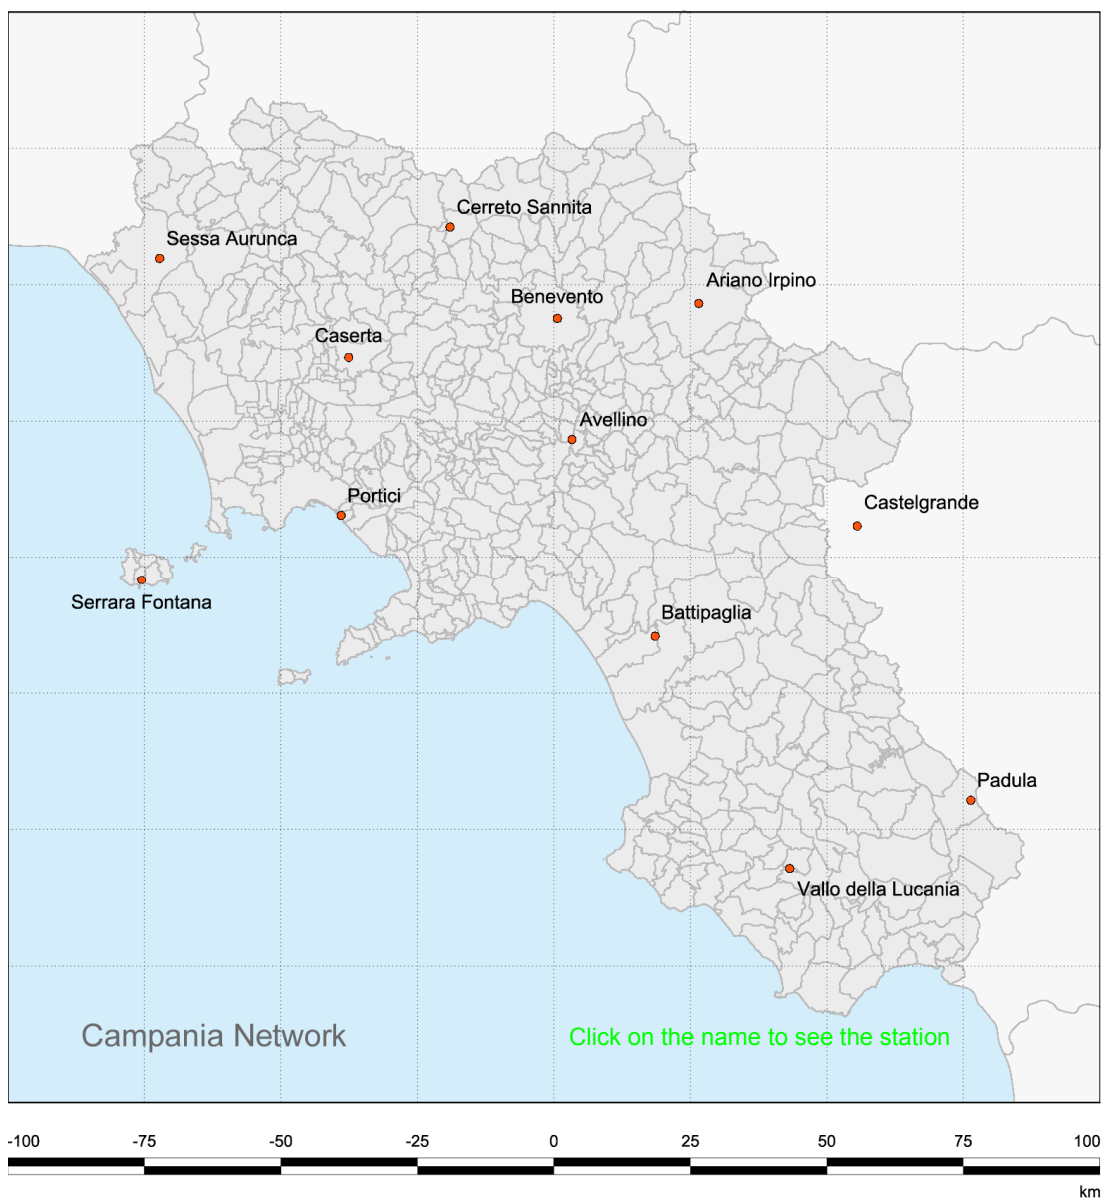 Cerreto Sannita
Sessa Aurunca
Ariano Irpino
Benevento
Caserta
Avellino
Portici
Castelgrande
Serrara Fontana
Battipaglia
Padula
Vallo della Lucania
Campania Network
Click on the name to see the station
-100 -75 -50 -25 0 25 50 75 100
km